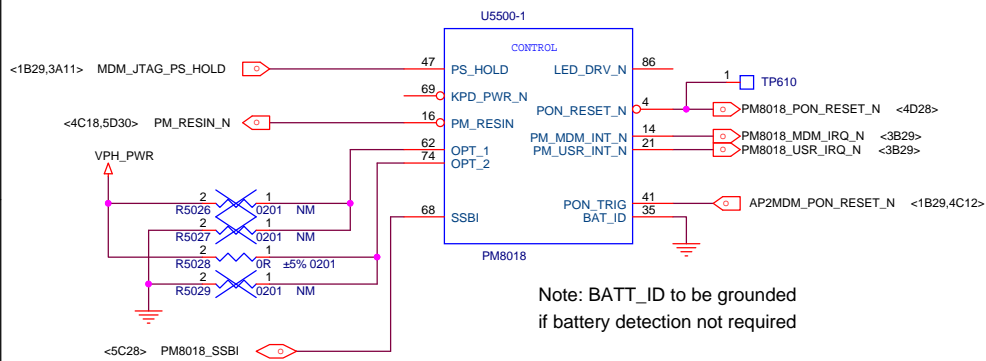 U5500-1
CONTROL
<1B29,3A11> MDM_JTAG_PS_HOLD 47 PS_HOLD LED_DRV_N 86
1 TP610
69 KPD_PWR_N PON_RESET_N 4 PM8018_PON_RESET_N <4D28>
<4C18,5D30> PM_RESIN_N 16 PM_RESIN PM_MDM_INT_N 14 PM8018_MDM_IRQ_N <3B29>
62 OPT_1 PM_USR_INT_N 21 PM8018_USR_IRQ_N <3B29>
VPH_PWR 74 OPT_2
2 1
R5026 0201 NM PON_TRIG 41 AP2MDM_PON_RESET_N <1B29,4C12>
68 SSBI BAT_ID 35
2 1
R5027 0201 NM
2 1
R5028 0R ±5% 0201
PM8018
2 1
R5029 0201 NM
Note: BATT_ID to be grounded
if battery detection not required
<5C28> PM8018_SSBI